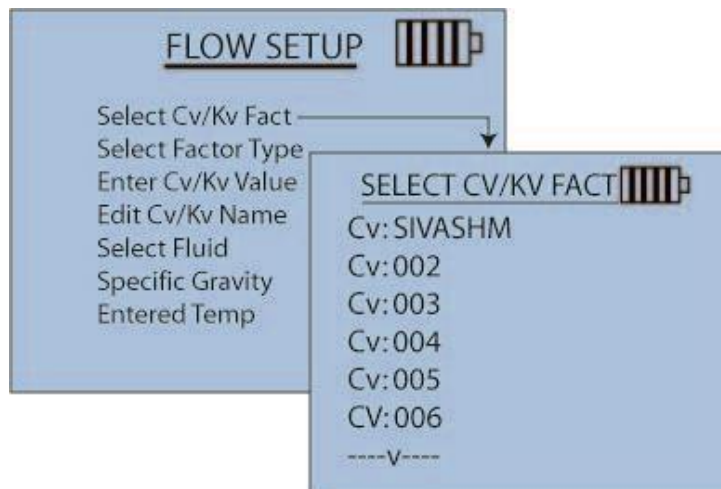 FLOW SETUP
Select Cv/Kv Fact
Select Factor Type
Enter Cv/Kv Value
Edit Cv/Kv Name
Select Fluid
Specific Gravity
Entered Temp
SELECT CV/KV FACT
Cv: SIVASHM
Cv: 002
Cv: 003
Cv: 004
Cv: 005
CV: 006
----v----